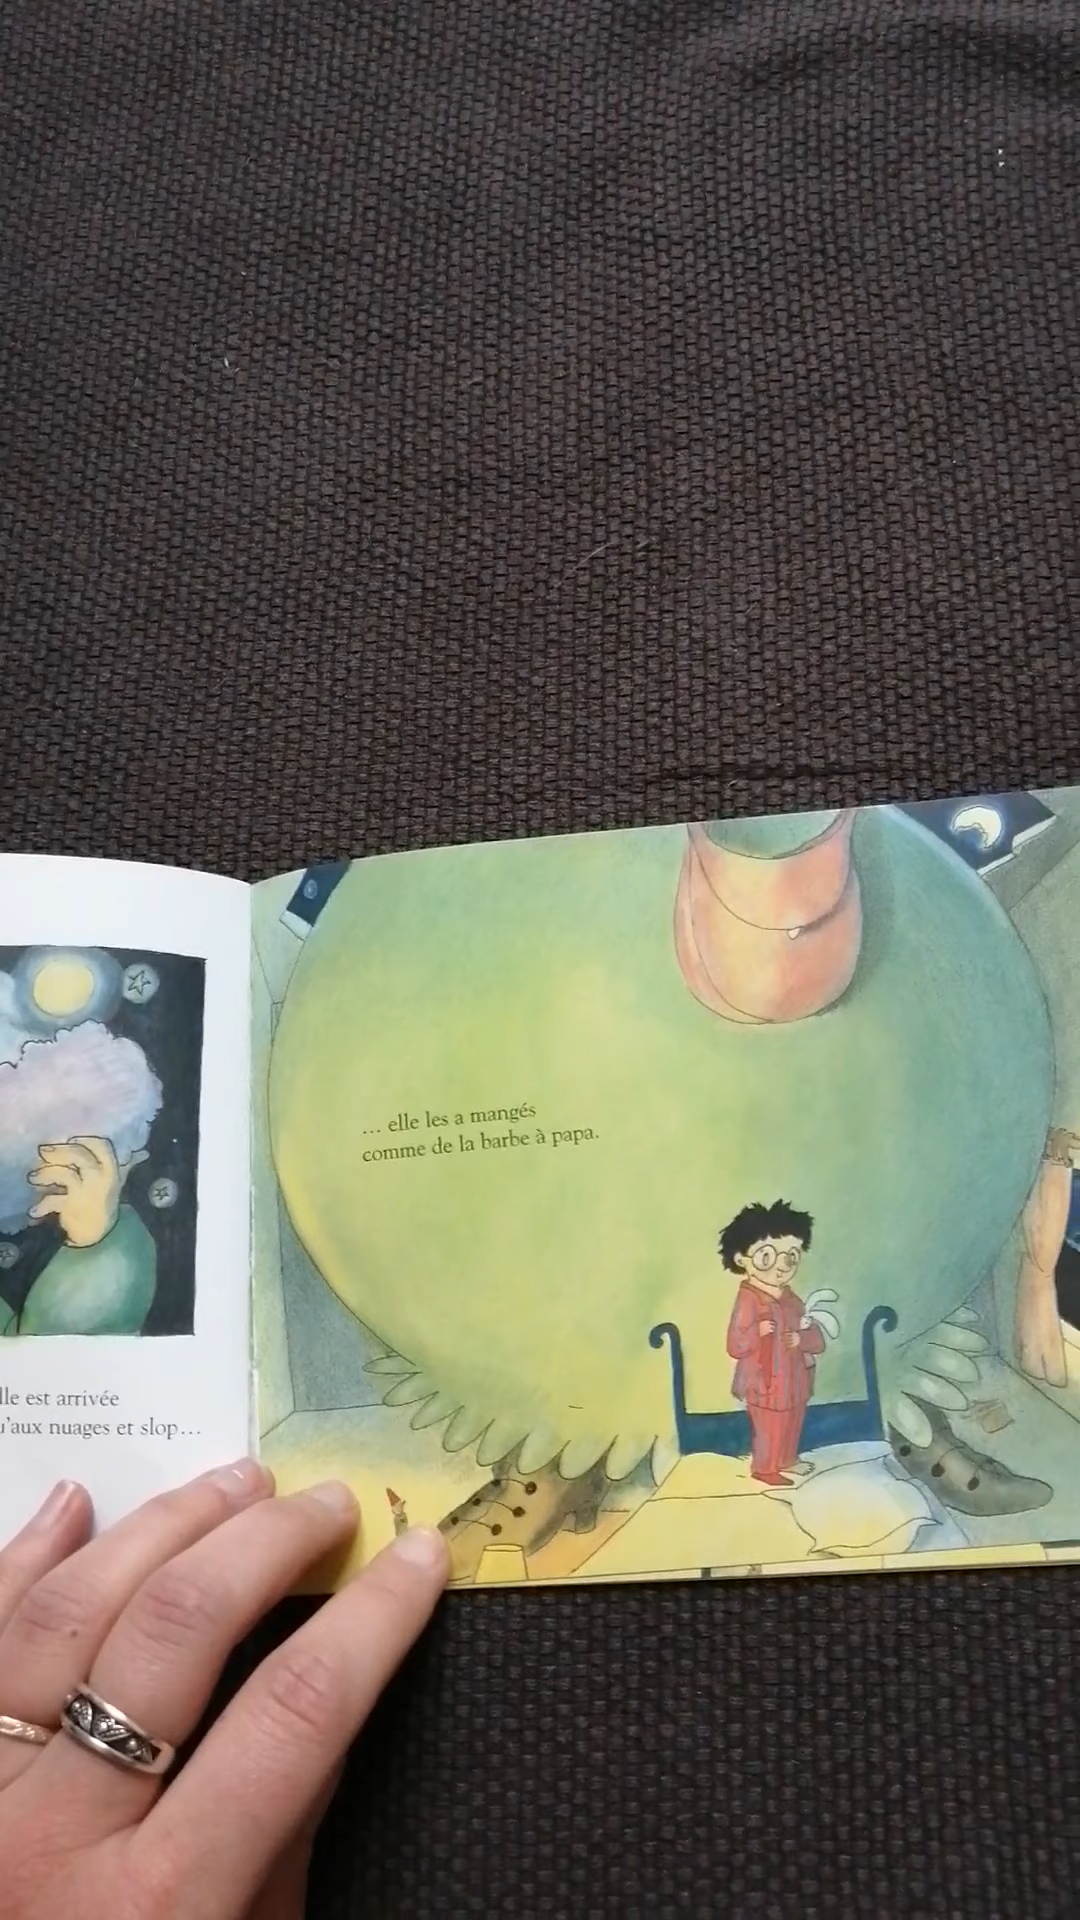 lle est arrivée
u'aux nuages et slop…
… elle les a mangés
comme de la barbe à papa.